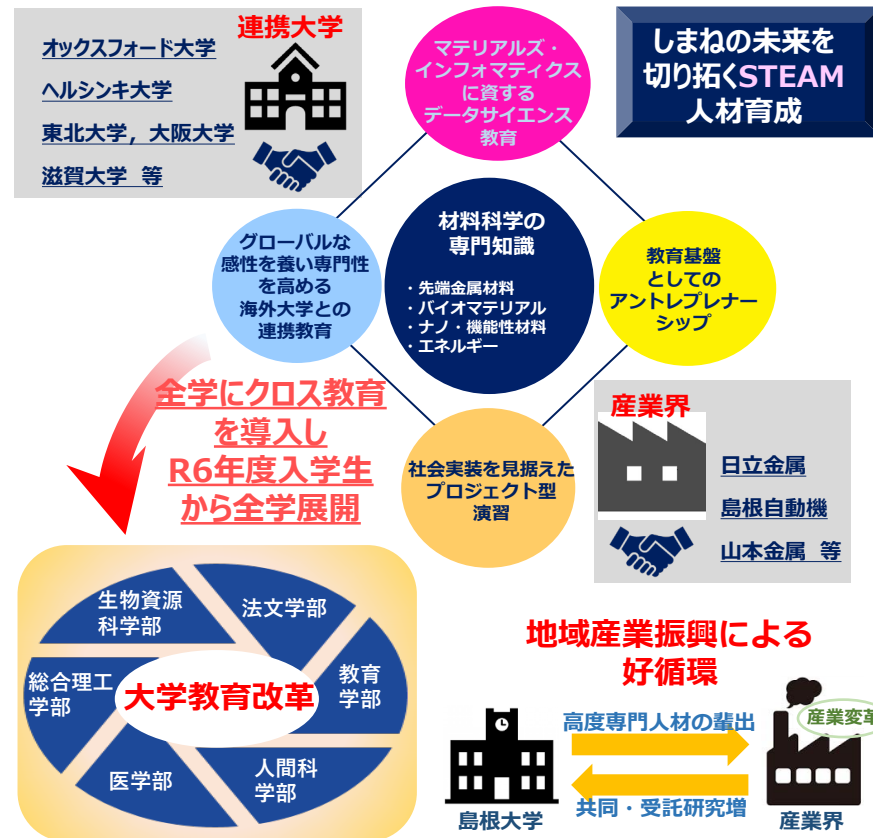 連携大学
オックスフォード大学
ヘルシンキ大学
東北大学，大阪大学
滋賀大学 等
マテリアルズ・
インフォマティクス
に資する
データサイエンス
教育
しまねの未来を
切り拓くSTEAM
人材育成
グローバルな
感性を養い専門性
を高める
海外大学との
連携教育
材料科学の
専門知識
・先端金属材料
・バイオマテリアル
・ナノ・機能性材料
・エネルギー
教育基盤
としての
アントレプレナー
シップ
全学にクロス教育
を導入し
R6年度入学生
から全学展開
社会実装を見据えた
プロジェクト型
演習
産業界
日立金属
島根自動機
山本金属 等
生物資源
科学部
法文学部
総合理工
学部
大学教育改革
教育
学部
医学部
人間科
学部
地域産業振興による
好循環
高度専門人材の輩出
産業変革
共同・受託研究増
島根大学
産業界